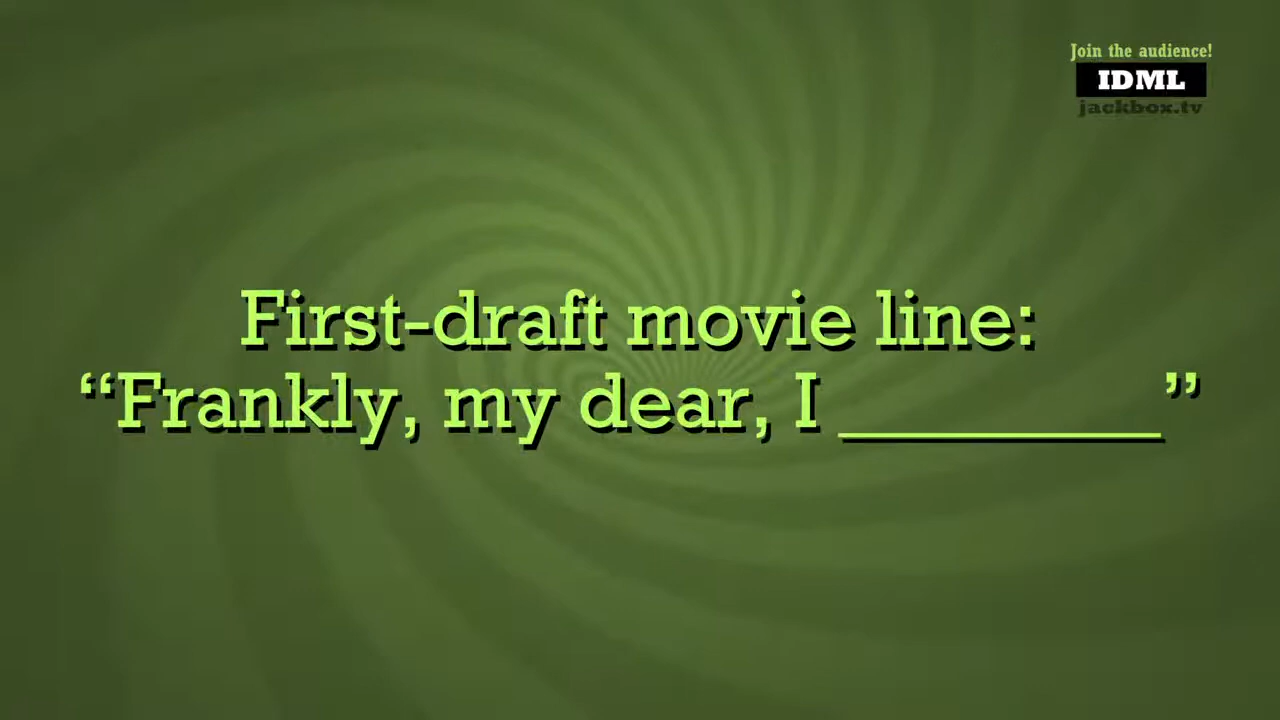 Join the audience!
IDML
jackbox.tv
First-draft movie line:
“Frankly, my dear, I ________”